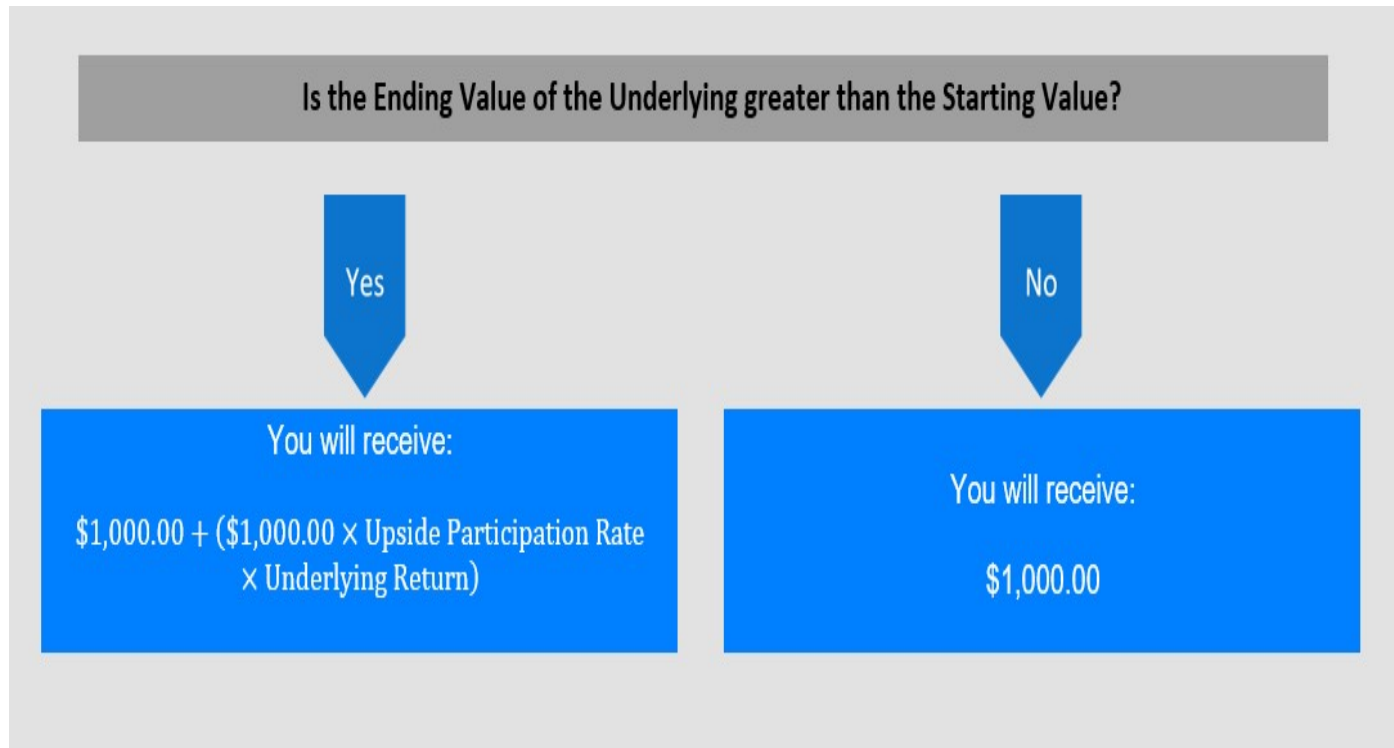 Is the Ending Value of the Underlying greater than the Starting Value?
Yes
No
You will receive:
$1,000.00 + ($1,000.00 × Upside Participation Rate
× Underlying Return)
You will receive:
$1,000.00